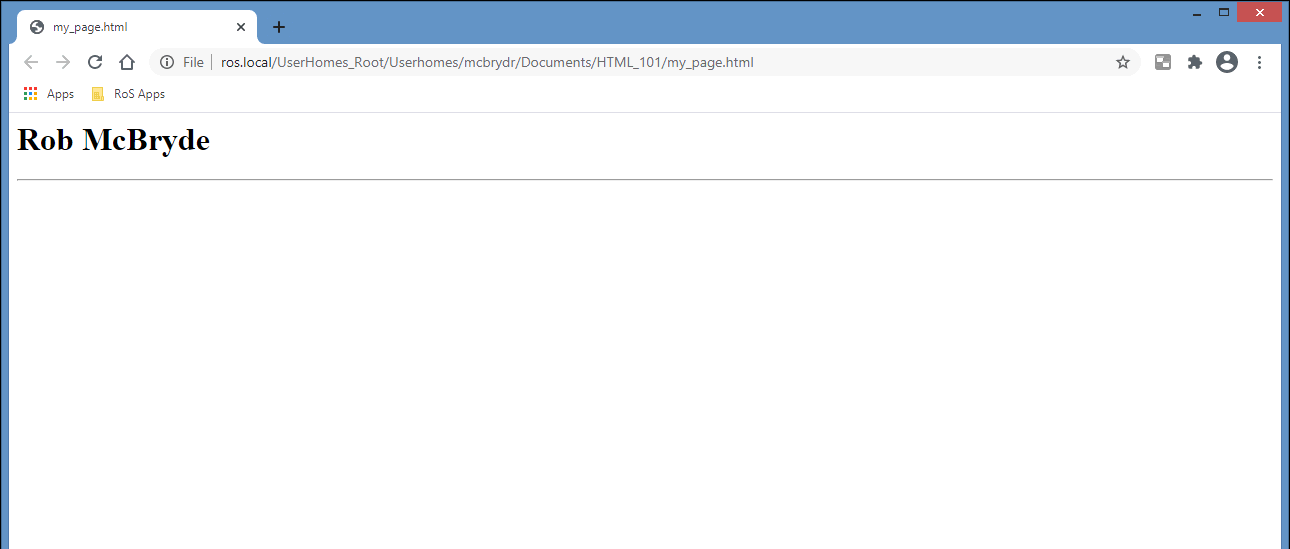 my_page.html
File ros.local/UserHomes_Root/Userhomes/mcbrydr/Documents/HTML_101/my_page.html
Apps RoS Apps
Rob McBryde